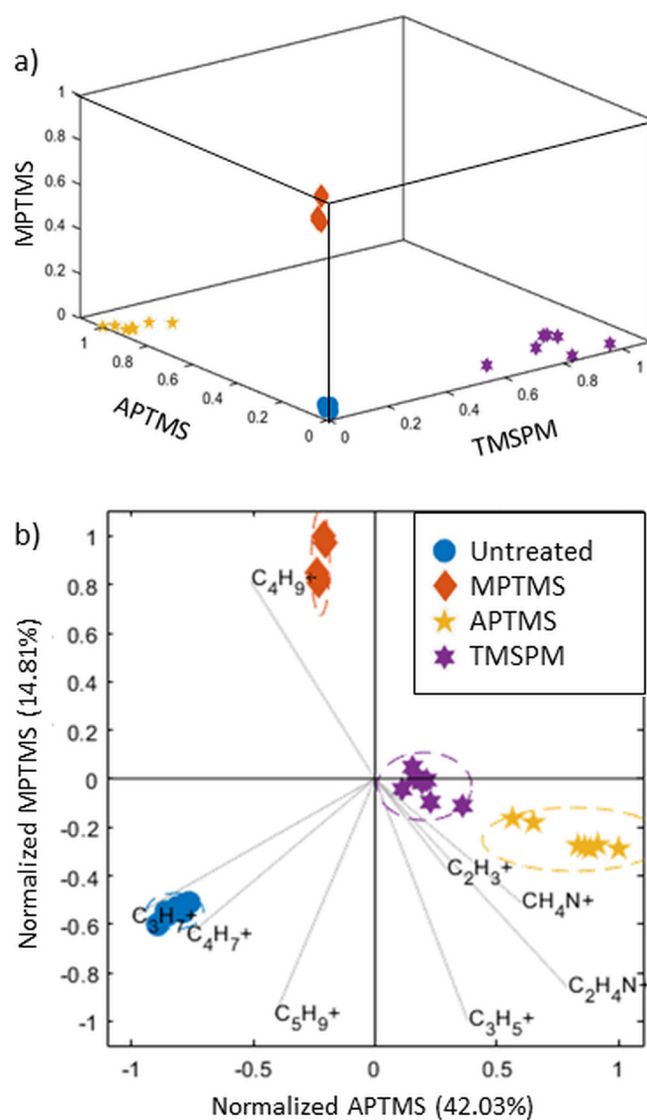 a)
MPTMS
1
0.8
0.6
0.4
0.2
0
1
0.8
0.6
0.4
0.2
0
APTMS
0
0.2
0.4
0.6
0.8
1
TMSPM
b)
Normalized MPTMS (14.81%)
1
0.8
0.6
0.4
0.2
0
-0.2
-0.4
-0.6
-0.8
-1
Untreated
MPTMS
APTMS
TMSPM
C4H9+
C2H3+
CH4N+
C3H7+
C4H7+
C2H4N+
C5H9+
C3H5+
-1
-0.5
0
0.5
1
Normalized APTMS (42.03%)